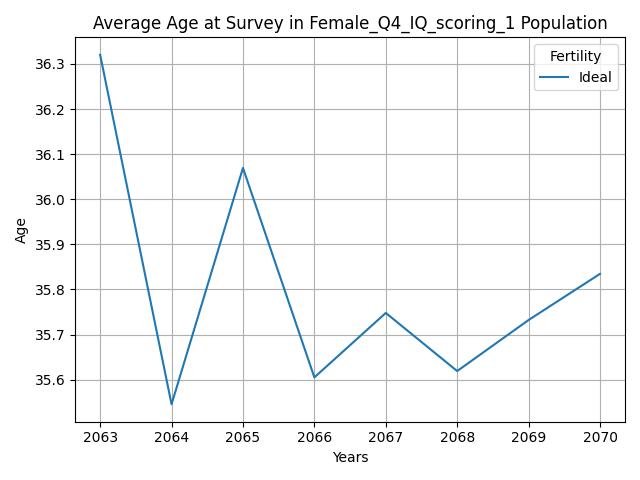 Average Age at Survey in Female_Q4_IQ_scoring_1 Population
Fertility
Ideal
36.3
36.2
36.1
36.0
35.9
35.8
35.7
35.6
Age
2063 2064 2065 2066 2067 2068 2069 2070
Years